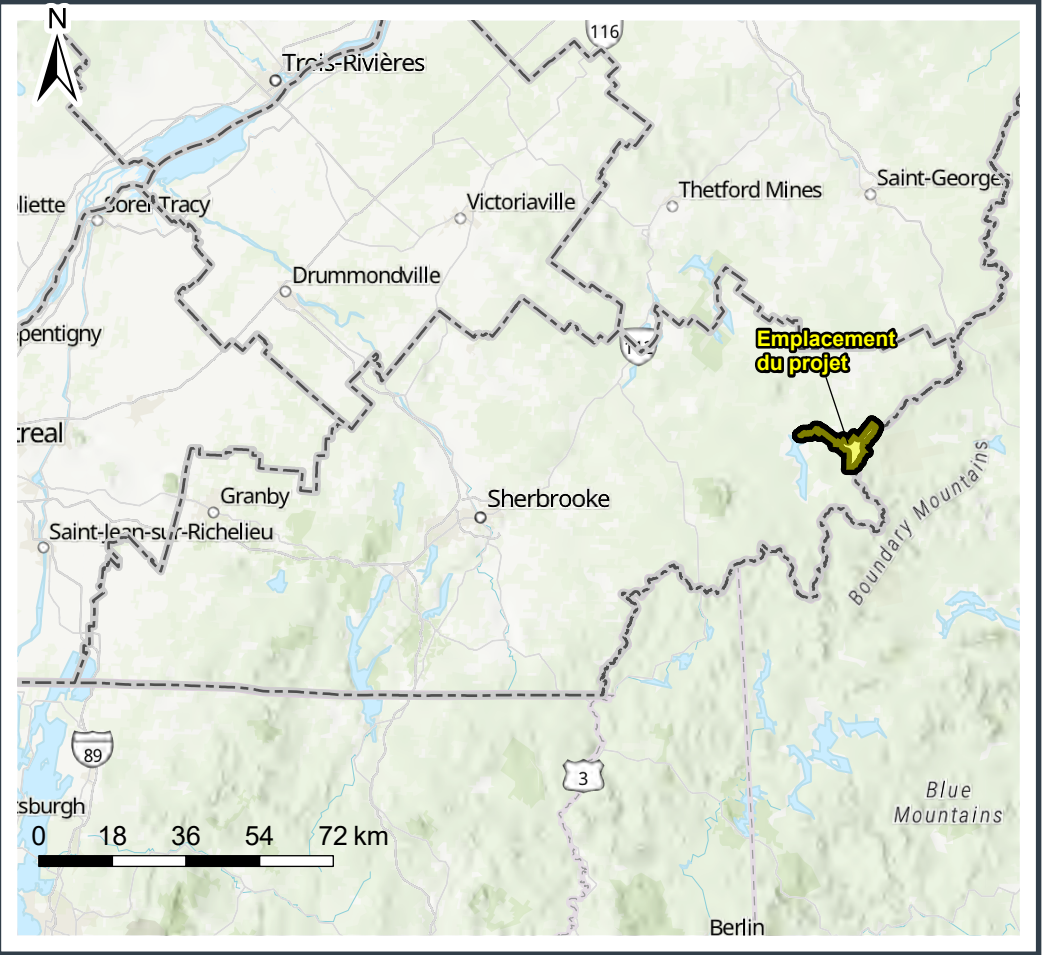 N
116
Trois-Rivières
Thetford Mines
Saint-Georges
liette
Sorel-Tracy
Victoriaville
Drummondville
pentigny
Emplacement
du projet
treal
Granby
Sherbrooke
Saint-Jean-sur-Richelieu
Boundary Mountains
89
3
Blue
Mountains
tsburgh
0 18 36 54 72 km
Berlin